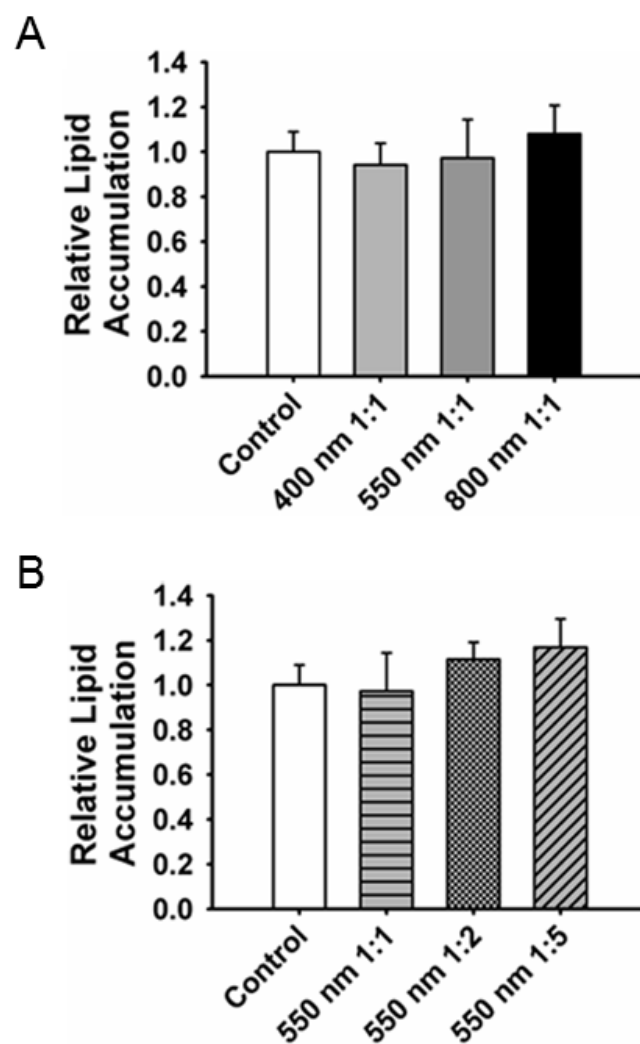 A
Relative Lipid
Accumulation
1.4
1.2
1.0
0.8
0.6
0.4
0.2
0.0
Control
400 nm 1:1
550 nm 1:1
800 nm 1:1
B
Relative Lipid
Accumulation
1.4
1.2
1.0
0.8
0.6
0.4
0.2
0.0
Control
550 nm 1:1
550 nm 1:2
550 nm 1:5